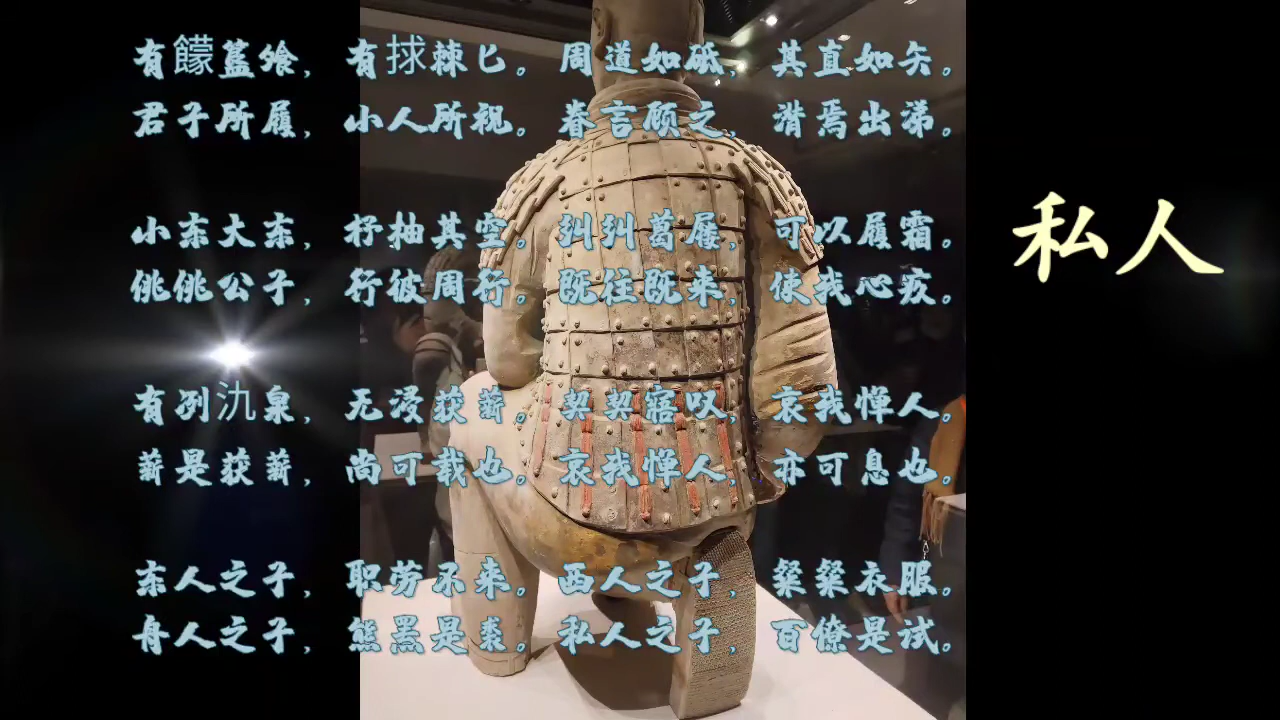 有饛簋飧，有捄棘匕。周道如砥，其直如矢。
君子所履，小人所视。眷言顾之，潸焉出涕。
小东大东，杼柚其空。纠纠葛屦，可以履霜。
佻佻公子，行彼周行。既往既来，使我心疚。
有冽氿泉，无浸获薪。契契寤叹，哀我惮人。
薪是获薪，尚可载也。哀我惮人，亦可息也。
东人之子，职劳不来。西人之子，粲粲衣服。
舟人之子，熊罴是裘。私人之子，百僚是试。
私人